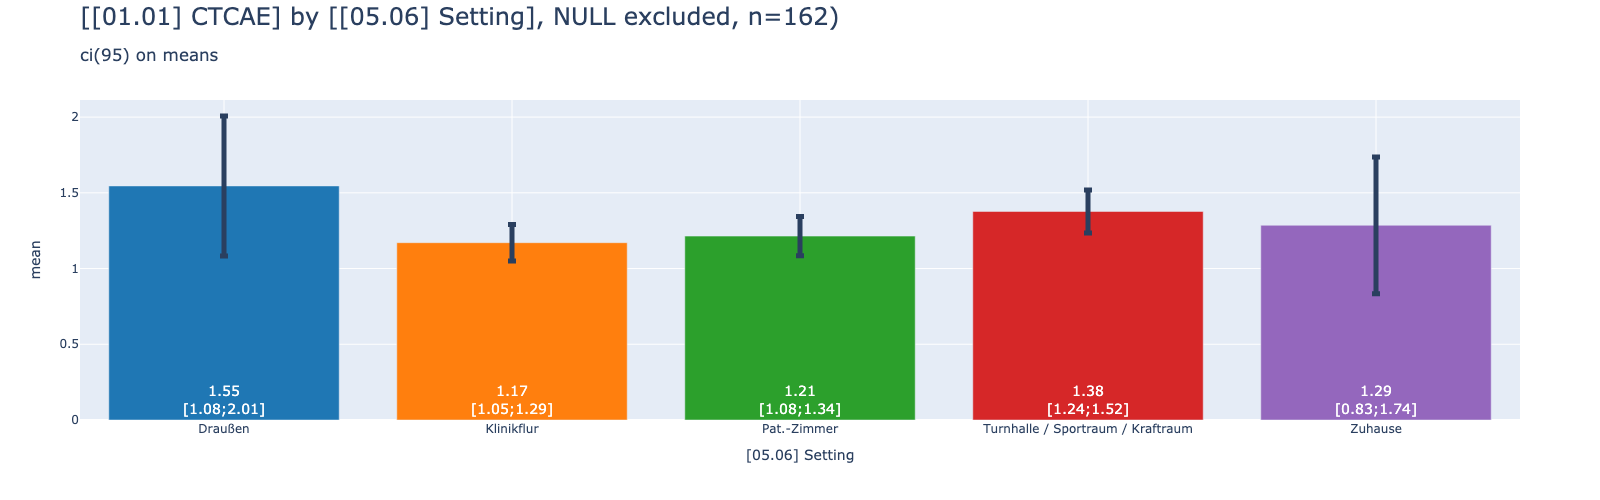 [[01.01] CTCAE] by [[05.06] Setting], NULL excluded, n=162)
ci(95) on means
mean
2
1.5
1
0.5
0
1.55
[1.08;2.01]
1.17
[1.05;1.29]
1.21
[1.08;1.34]
1.38
[1.24;1.52]
1.29
[0.83;1.74]
Draußen
Klinikflur
Pat.-Zimmer
Turnhalle / Sportraum / Kraftraum
Zuhause
[05.06] Setting